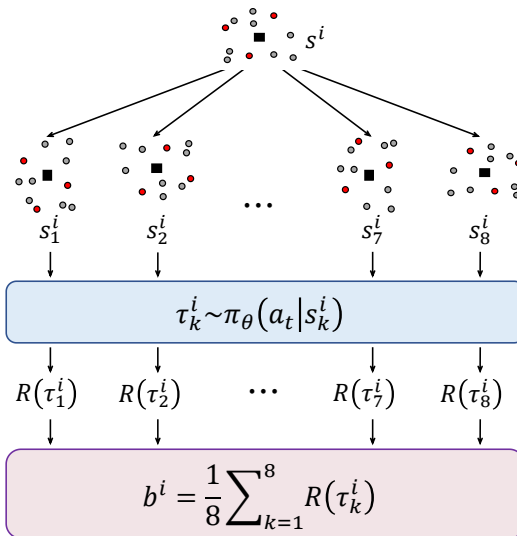 s^i
s_1^i s_2^i ... s_7^i s_8^i
τ_k^i~π_θ(a_t|s_k^i)
R(τ_1^i) R(τ_2^i) ... R(τ_7^i) R(τ_8^i)
b^i = 1/8 ∑_{k=1}^8 R(τ_k^i)